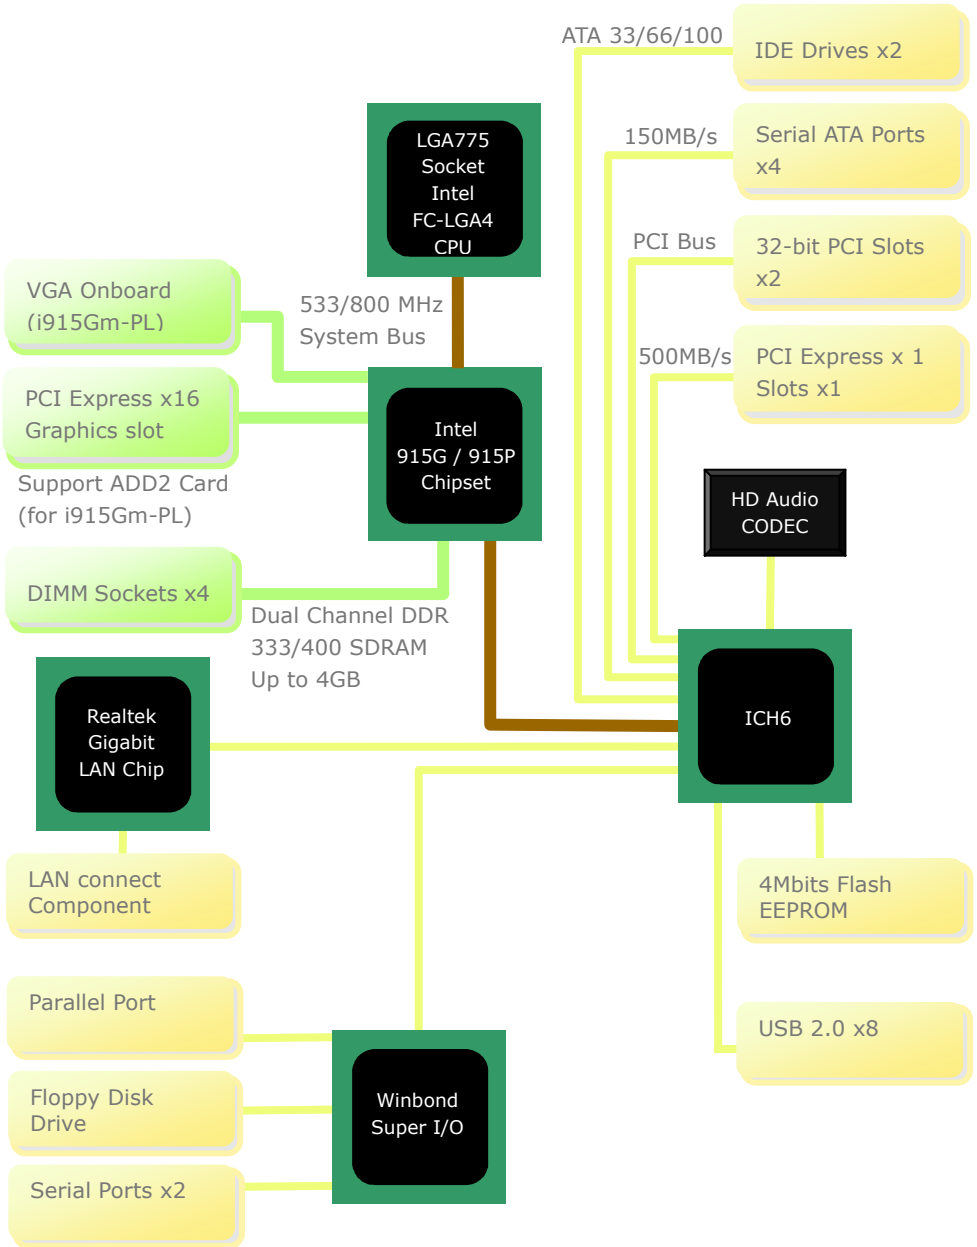 ATA 33/66/100
IDE Drives x2
LGA775
Socket
Intel
FC-LGA4
CPU
150MB/s
Serial ATA Ports
x4
PCI Bus
32-bit PCI Slots
x2
VGA Onboard
(i915Gm-PL)
533/800 MHz
System Bus
500MB/s
PCI Express x 1
Slots x1
PCI Express x16
Graphics slot
Support ADD2 Card
(for i915Gm-PL)
Intel
915G / 915P
Chipset
HD Audio
CODEC
DIMM Sockets x4
Dual Channel DDR
333/400 SDRAM
Up to 4GB
Realtek
Gigabit
LAN Chip
ICH6
LAN connect
Component
4Mbits Flash
EEPROM
Parallel Port
USB 2.0 x8
Floppy Disk
Drive
Winbond
Super I/O
Serial Ports x2